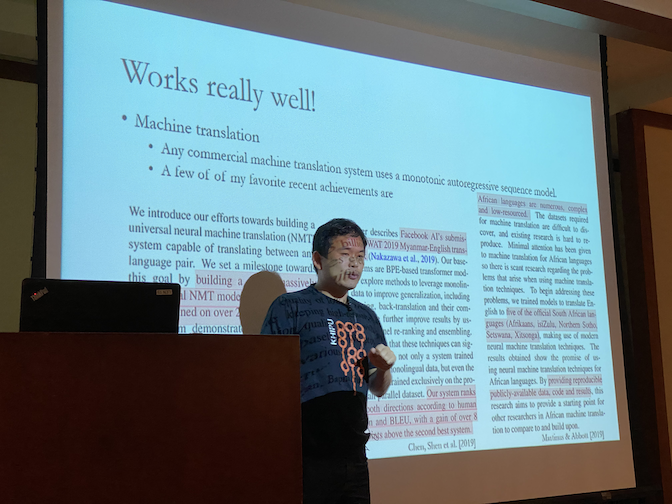 Works really well!
• Machine translation
• Any commercial machine translation system uses a monotonic autoregressive sequence model.
• A few of of my favorite recent achievements are
We introduce our efforts towards building a
universal neural machine translation (NMT)
system capable of translating between any
language pair. We set a milestone towards
this goal by building a massively
NMT
on over
demonstrat
describes Facebook AI's submis-
WAT 2019 Myanmar-English trans-
(Nakazawa et al., 2019). Our base-
are BPE-based transformer mod-
explore methods to leverage monolin-
data to improve generalization, including
back-translation and their com-
further improve results by us-
el re-ranking and ensembling.
that these techniques can sig-
not only a system trained
monolingual data, but even the
trained exclusively on the pro-
parallel dataset. Our system ranks
both directions according to human
and BLEU, with a gain of over 8
above the second best system.
Chen, Shen et al. [2019]
African languages are numerous, complex
and low-resourced. The datasets required
for machine translation are difficult to dis-
cover, and existing research is hard to re-
produce. Minimal attention has been given
to machine translation for African languages
so there is scant research regarding the prob-
lems that arise when using machine transla-
tion techniques. To begin addressing these
problems, we trained models to translate En-
glish to five of the official South African lan-
guages (Afrikaans, isiZulu, Northern Sotho,
Setswana, Xitsonga), making use of modern
neural machine translation techniques. The
results obtained show the promise of us-
ing neural machine translation techniques for
African languages. By providing reproducible
publicly-available data, code and results, this
research aims to provide a starting point for
other researchers in African machine transla-
tion to compare to and build upon.
Martinus & Abbott [2019]
ThinkPad
KHIPU